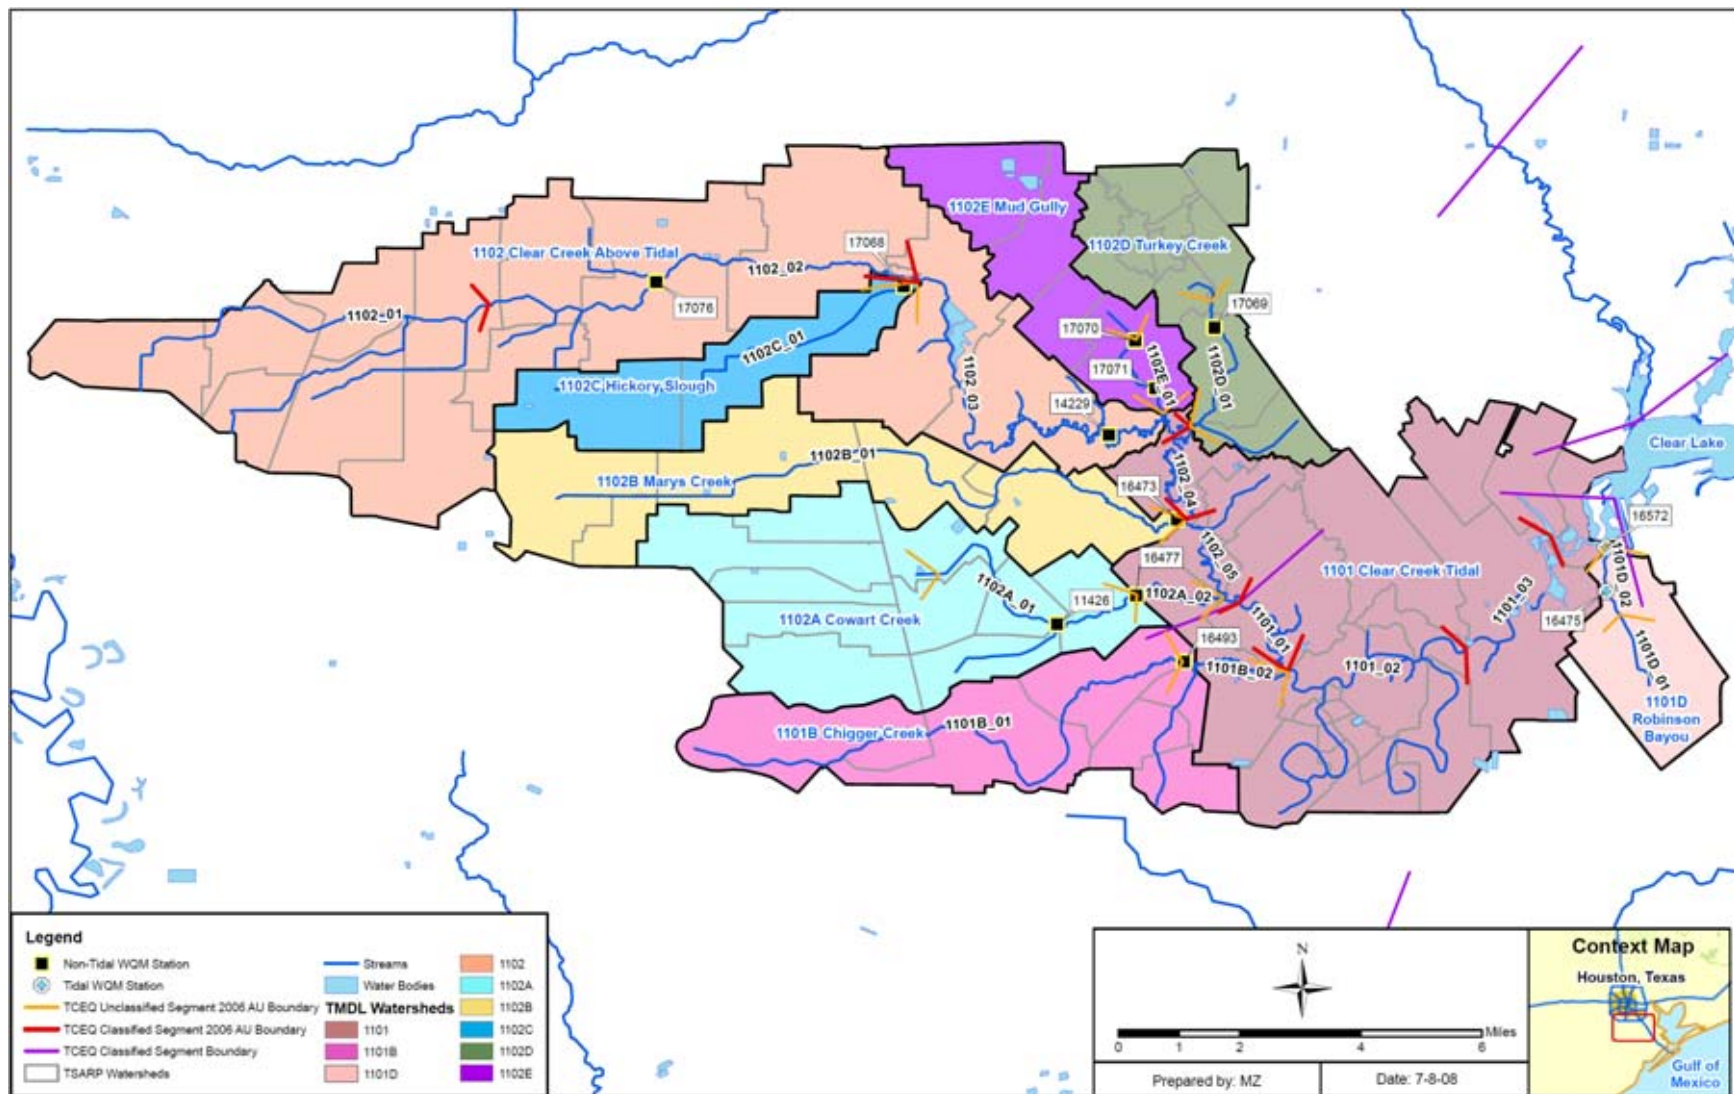 1102E Mud Gully
1102D Turkey Creek
17068
1102 Clear Creek Above Tidal
1102_02
17076
1102_01
17069
1102C_01
17070
1102E_01
1102D_01
17071
1102C Hickory Slough
1102_03
14229
Clear Lake
1102B_01
1102B Marys Creek
1102_04
16473
16572
16477
1102_05
1101 Clear Creek Tidal
1101D_02
1102A_01
11426
1102A_02
1101_03
1102A Cowart Creek
16475
16493
1101_01
1101B_02
1101_02
1101D_01
1101D
Robinson
Bayou
1101B_01
1101B Chigger Creek
Legend
Non-Tidal WQM Station
Tidal WQM Station
TCEQ Unclassified Segment 2006 AU Boundary
TCEQ Classified Segment 2006 AU Boundary
TCEQ Classified Segment Boundary
TSARP Watersheds
Streams
Water Bodies
TMDL Watersheds
1101
1101B
1101D
1102
1102A
1102B
1102C
1102D
1102E
N
Miles
0 1 2 4 6
Prepared by: MZ
Date: 7-8-08
Context Map
Houston, Texas
Gulf of
Mexico